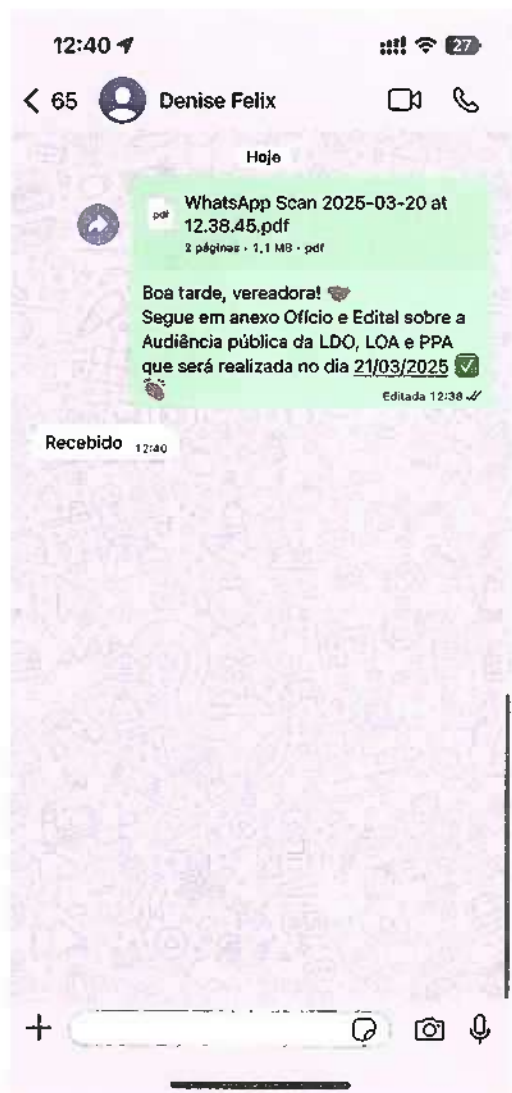 12:40
27
65
Denise Felix
Hoje
pdf
WhatsApp Scan 2025-03-20 at
12.38.45.pdf
2 páginas • 1,1 MB • pdf
Boa tarde, vereadora!
Segue em anexo Ofício e Edital sobre a
Audiência pública da LDO, LOA e PPA
que será realizada no dia 21/03/2025
Editada 12:38
Recebido 12:40